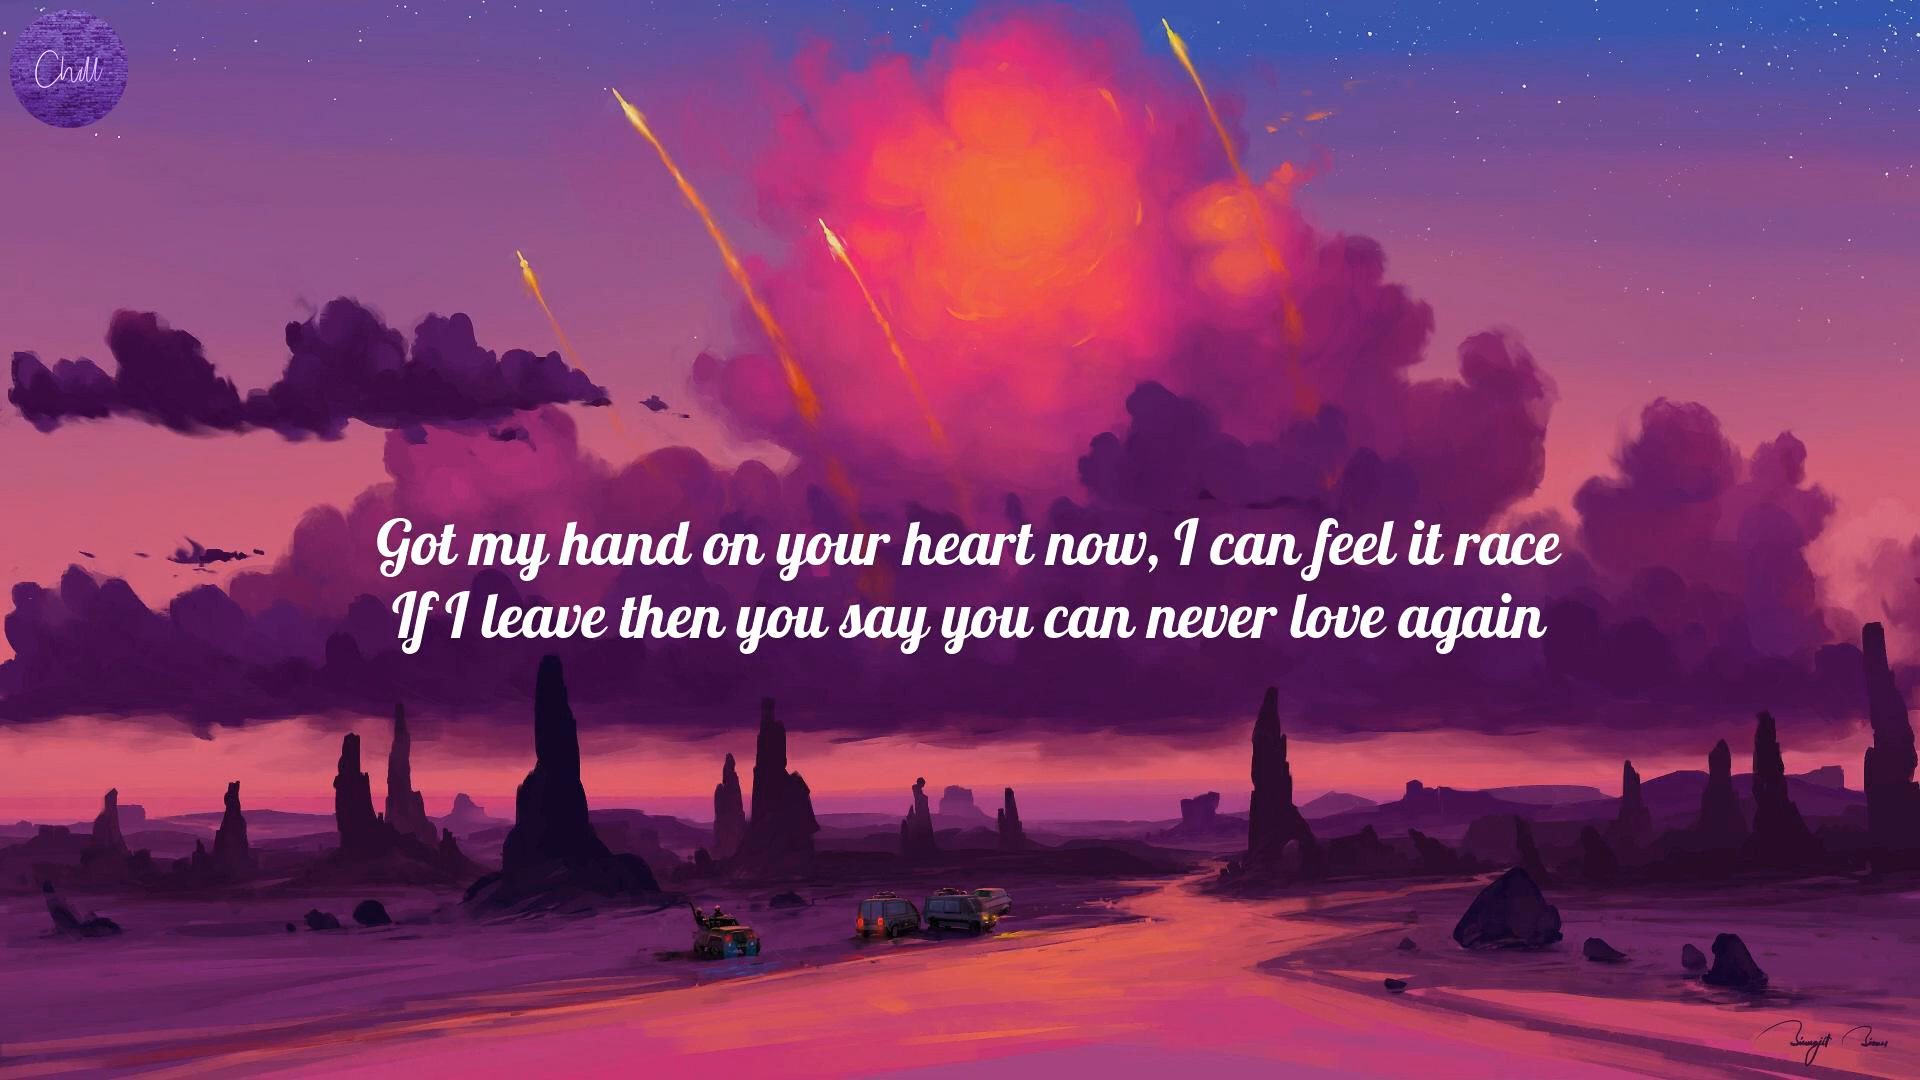 Chill
Got my hand on your heart now, I can feel it race
If I leave then you say you can never love again